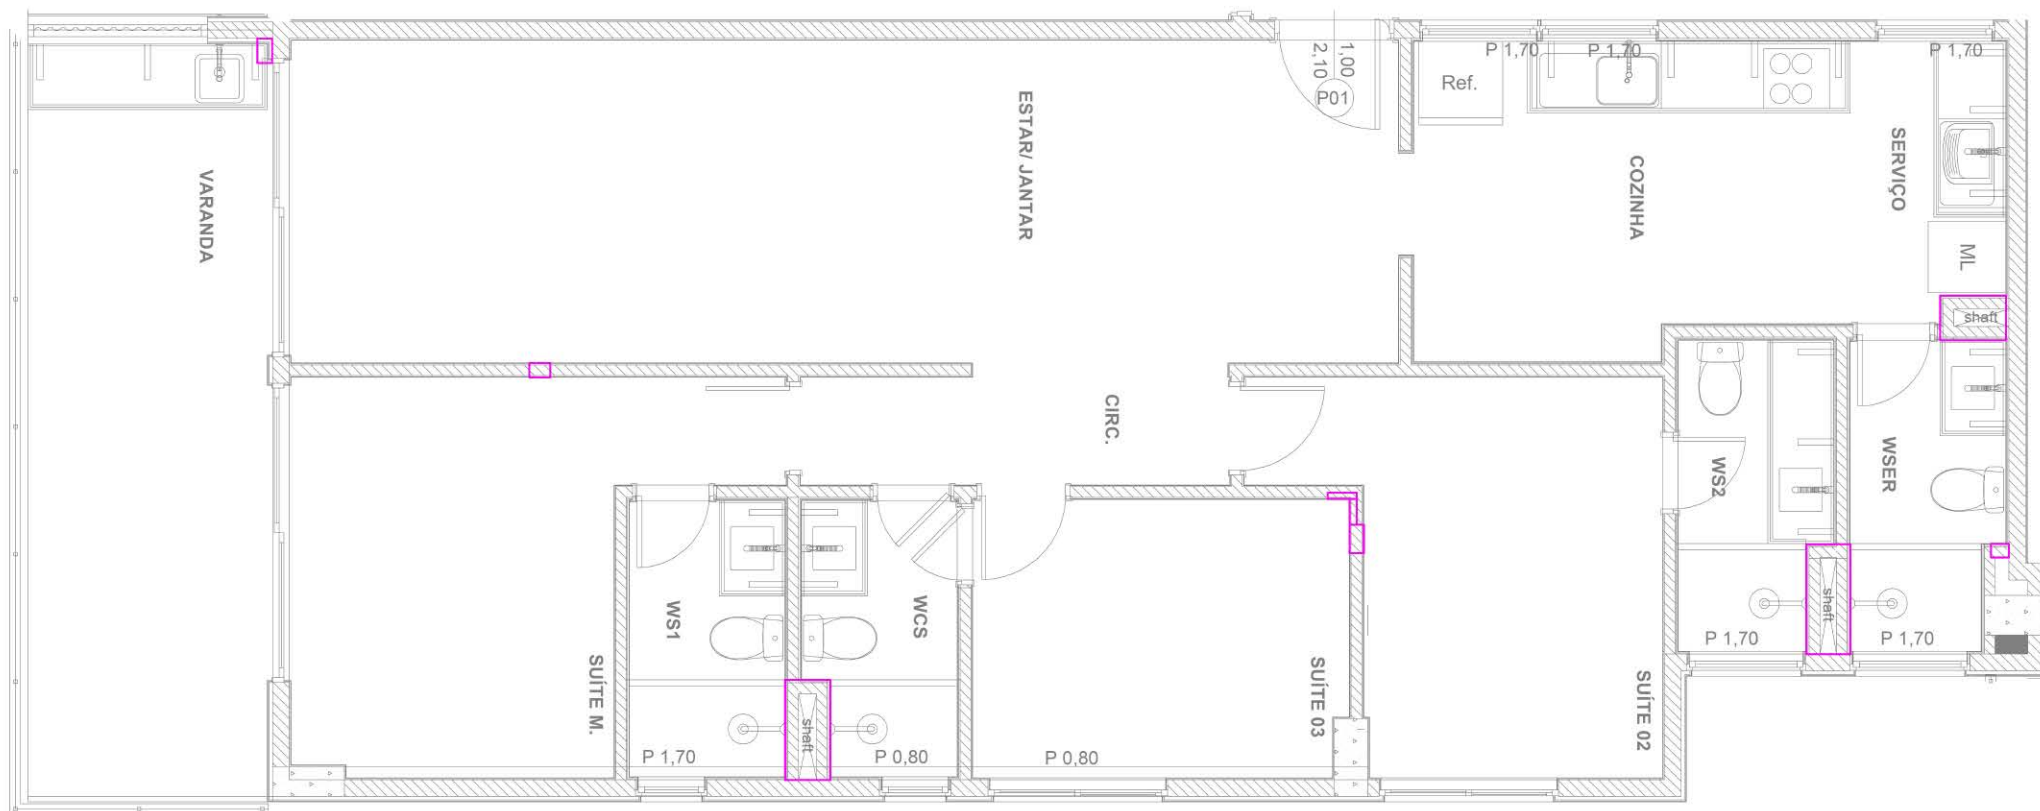 P 1,70
P 1,70
P 1,70
1,00
2,10
P01
Ref.
ESTAR/ JANTAR
VARANDA
COZINHA
SERVIÇO
ML
shaft
CIRC.
WS2
WSER
WS1
WCS
shaft
P 1,70
P 1,70
SUÍTE M.
SUÍTE 03
SUÍTE 02
shaft
P 1,70
P 0,80
P 0,80